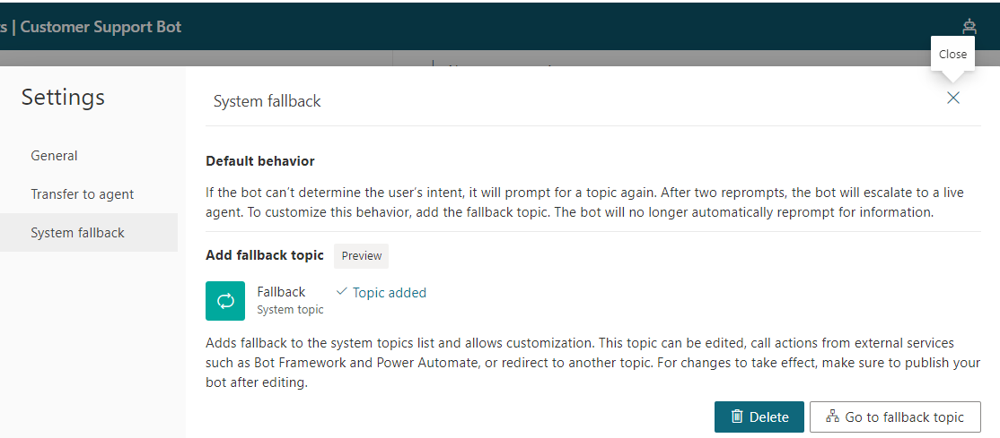 s | Customer Support Bot
Close
Settings
System fallback
General
Transfer to agent
System fallback
Default behavior
If the bot can’t determine the user’s intent, it will prompt for a topic again. After two reprompts, the bot will escalate to a live
agent. To customize this behavior, add the fallback topic. The bot will no longer automatically reprompt for information.
Add fallback topic Preview
Fallback Topic added
System topic
Adds fallback to the system topics list and allows customization. This topic can be edited, call actions from external services
such as Bot Framework and Power Automate, or redirect to another topic. For changes to take effect, make sure to publish your
bot after editing.
Delete Go to fallback topic